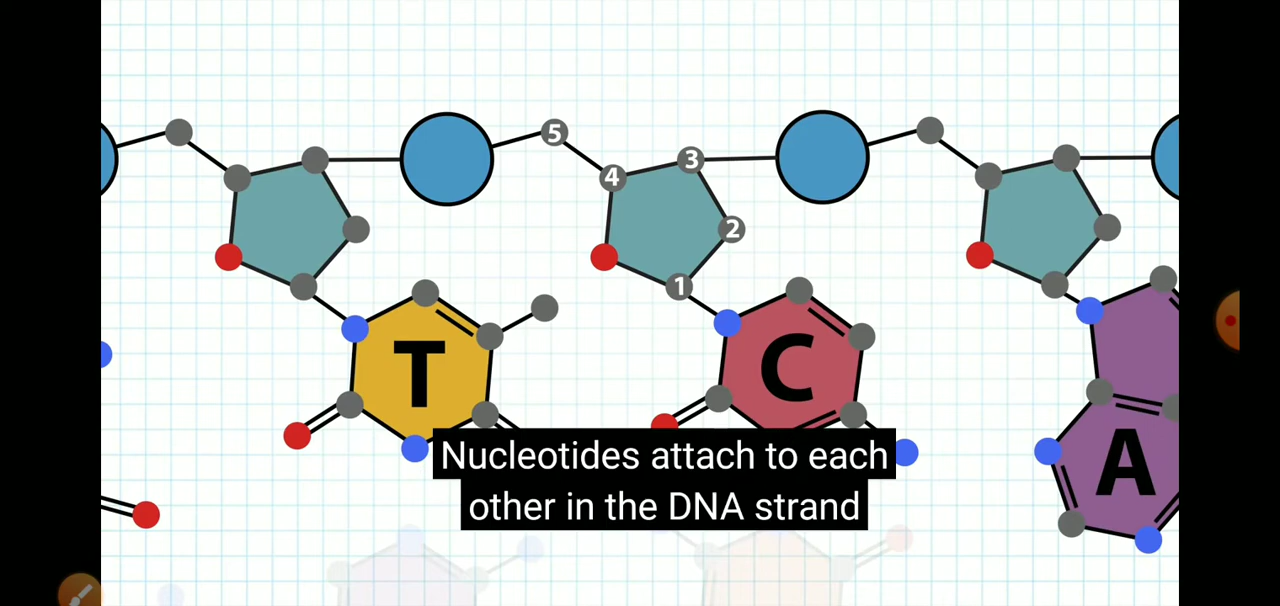 5
4
3
2
1
T
C
A
Nucleotides attach to each
other in the DNA strand